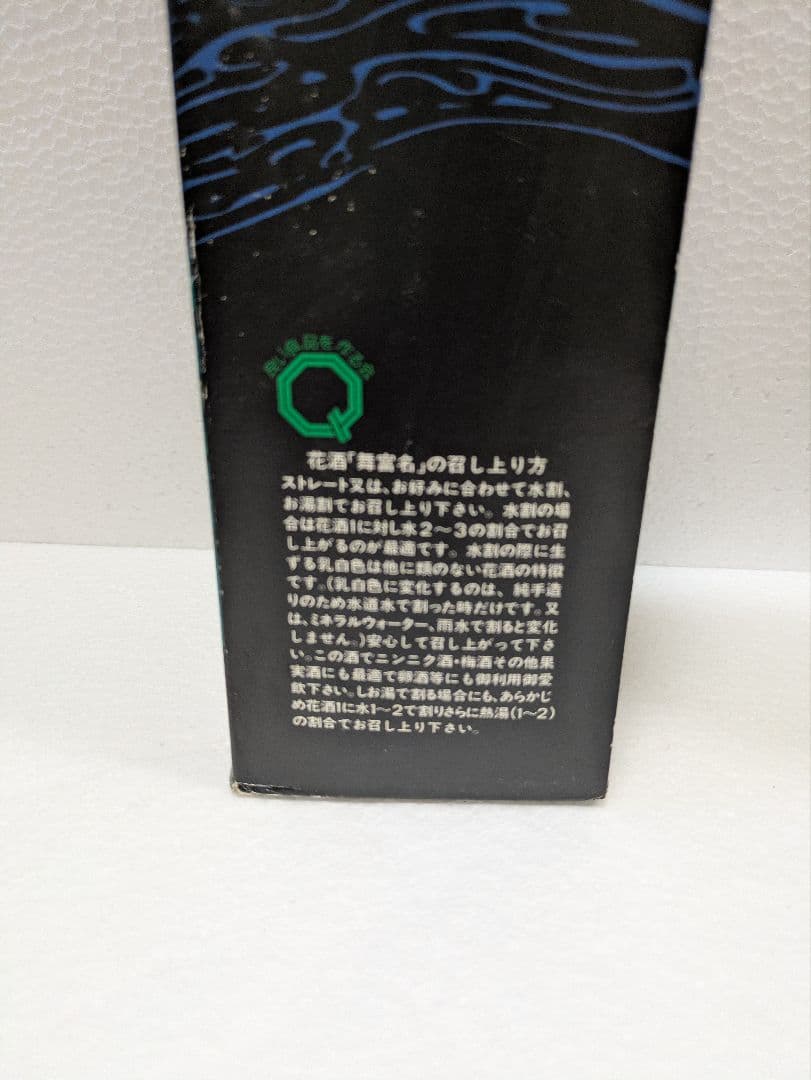 良い食品を作る会
Q
花酒「舞富名」の召し上り方
ストレート又は、お好みに合わせて水割、
お湯割でお召し上り下さい。水割の場
合は花酒1に対し水2～3の割合でお召
し上がるのが最適です。水割の際に生
ずる乳白色は他に類のない花酒の特徴
です。(乳白色に変化するのは、純手造
りのため水道水で割った時だけです。又
は、ミネラルウォーター、雨水で割ると変化
しません。)安心して召し上がって下さ
い。この酒でニンニク酒・梅酒その他果
実酒にも最適で卵酒等にも御利用御愛
飲下さい。しお湯で割る場合にも、あらかじ
め花酒1に水1～2で割りさらに熱湯(1～2)
の割合でお召し上り下さい。